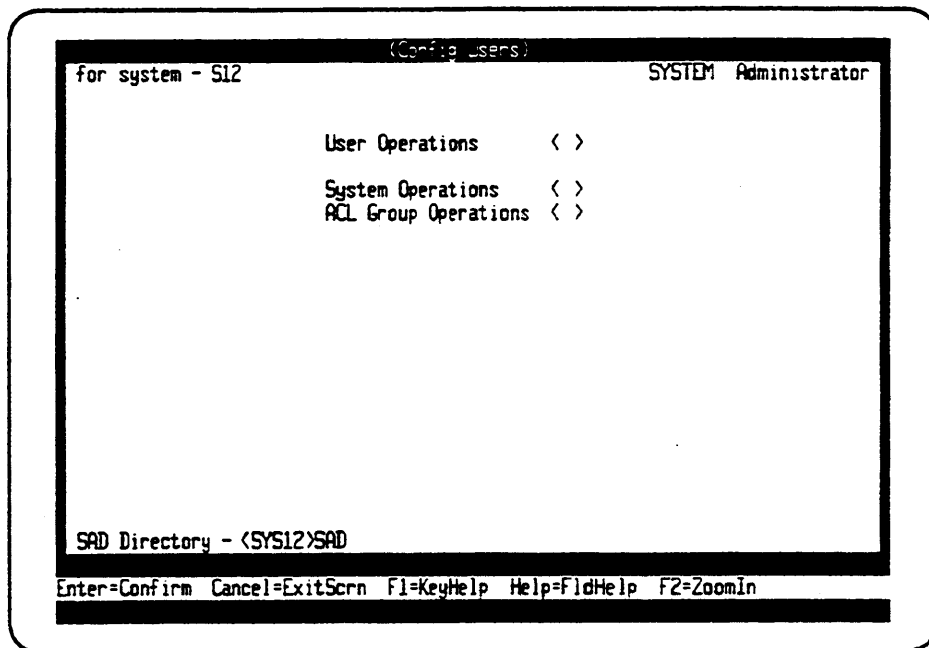 (Config Users)
for system - S12 SYSTEM Administrator
User Operations < >
System Operations < >
ACL Group Operations < >
SAD Directory - <SYS12>SAD
Enter=Confirm Cancel=ExitScrn F1=KeyHelp Help=FldHelp F2=ZoomIn